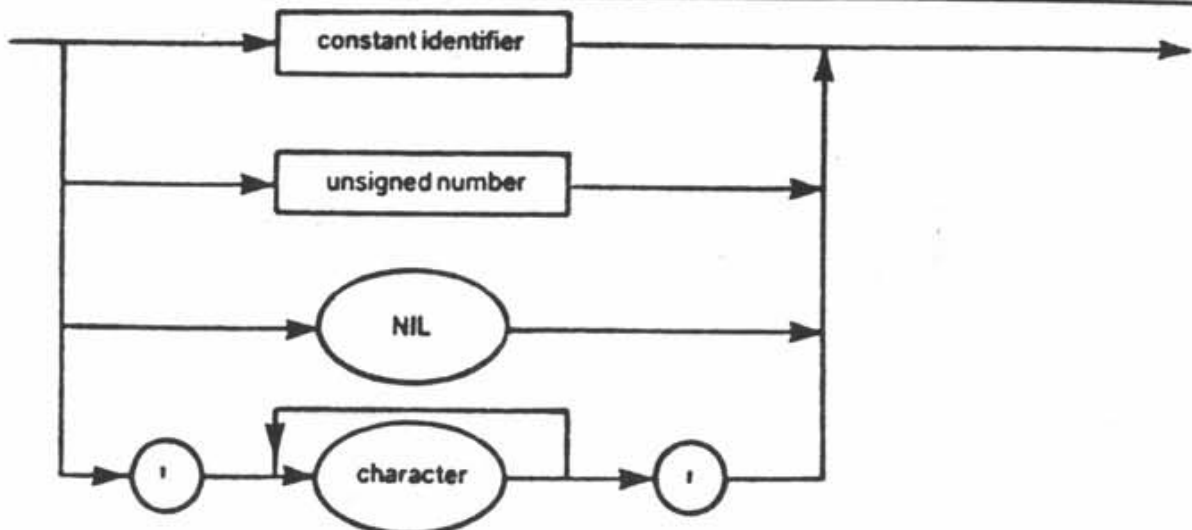 constant identifier
unsigned number
NIL
' character '